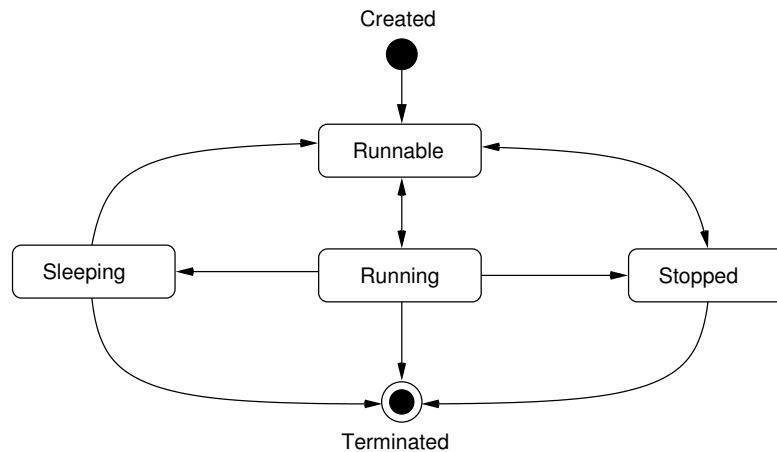 Created
Runnable
Sleeping
Running
Stopped
Terminated